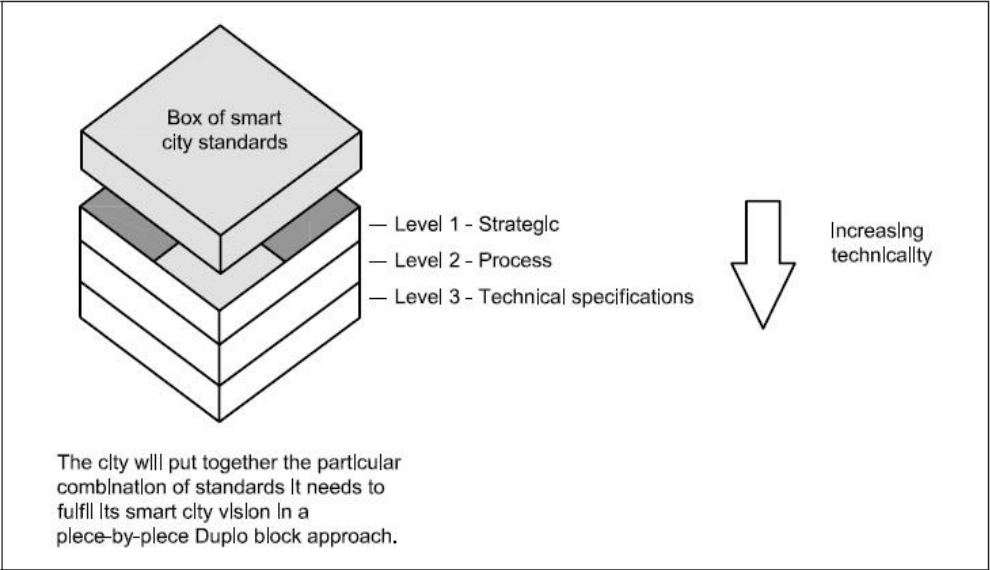 Box of smart
city standards
Level 1 - Strategic
Level 2 - Process
Level 3 - Technical specifications
Increasing
technicality
The city will put together the particular
combination of standards it needs to
fulfil its smart city vision in a
piece-by-piece Duplo block approach.